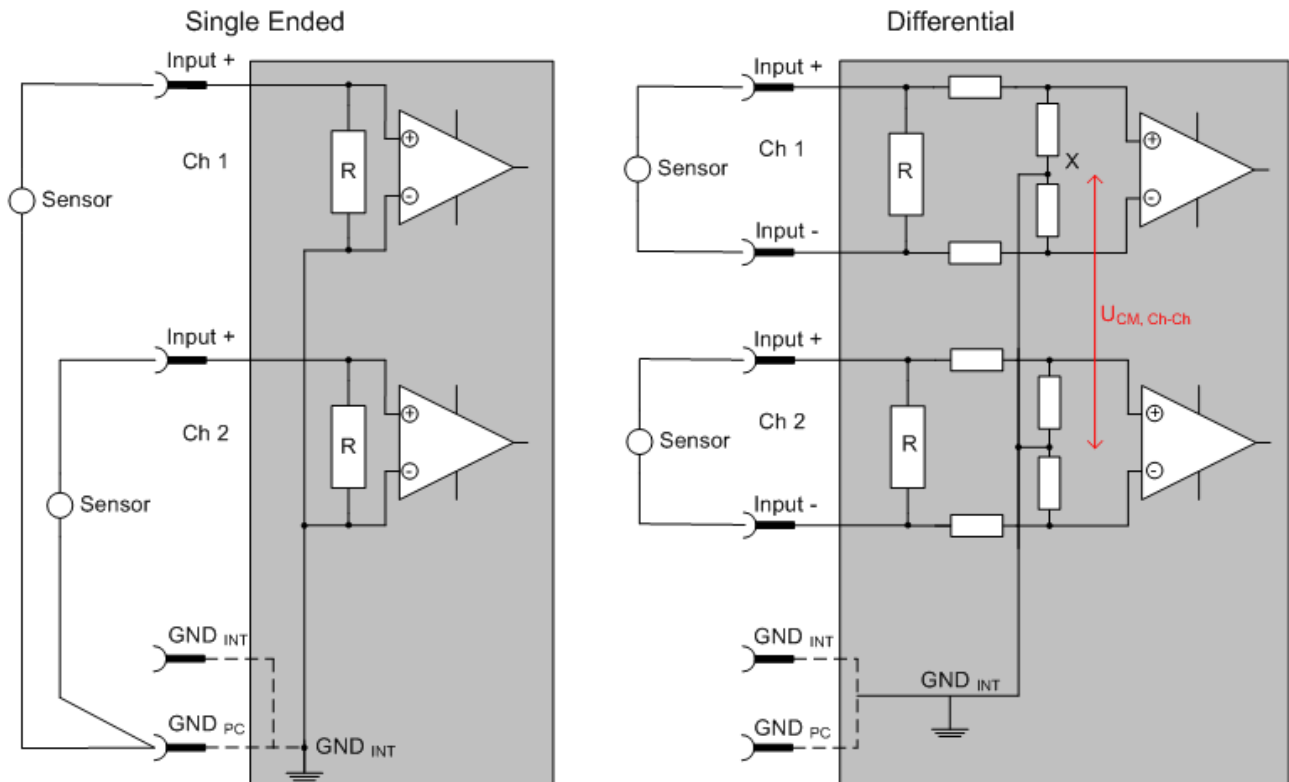 Single Ended
Input +
Ch 1
R
+
-
Sensor
Input +
Ch 2
R
+
-
Sensor
GND INT
GND PC
GND INT
Differential
Input +
Ch 1
Sensor
R
X
+
-
Input -
UCM, Ch-Ch
Input +
Ch 2
Sensor
R
+
-
Input -
GND INT
GND INT
GND PC